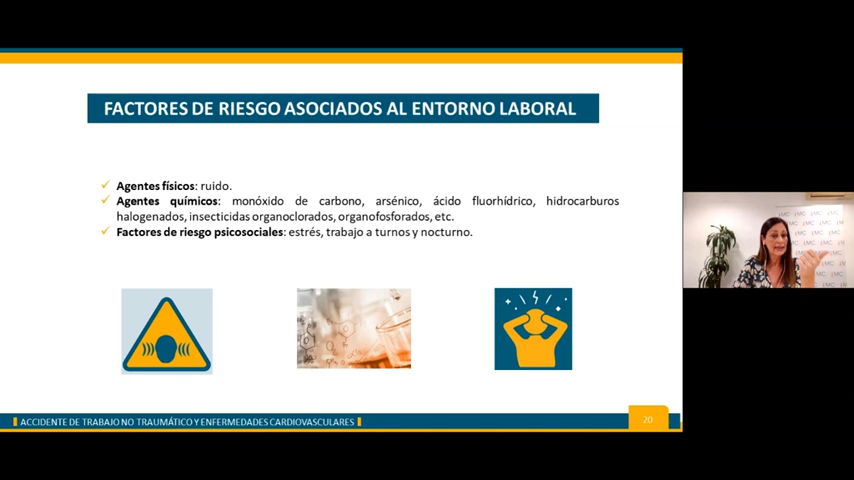 FACTORES DE RIESGO ASOCIADOS AL ENTORNO LABORAL
Agentes físicos: ruido.
Agentes químicos: monóxido de carbono, arsénico, ácido fluorhídrico, hidrocarburos
halogenados, insecticidas organoclorados, organofosforados, etc.
Factores de riesgo psicosociales: estrés, trabajo a turnos y nocturno.
ACCIDENTE DE TRABAJO NO TRAUMÁTICO Y ENFERMEDADES CARDIOVASCULARES
20